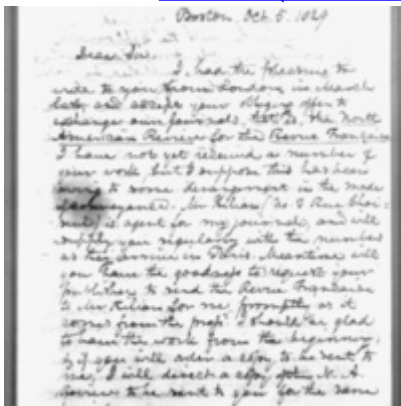 Boston, Oct. 5. 1829
Dear Sir,
I had the pleasure to
write to you from London in March
last, and accept your obliging offer to
exchange our journals, that is, the North
American Review for the Revue Française
I have not yet received a number of
your work, but I suppose this has been
owing to some derangement in the mode
of conveyance. Mr Kilian (No. 8 Rue Choi-
seul) is agent for my journal, and will
supply you regularly with the numbers
as they arrive in Paris. Meantime will
you have the goodness to request your
Publisher to send the Revue Française
to Mr Kilian for me, promptly as it
comes from the press. I should be glad
to have the work from the beginning,
& if you will order a copy to be sent to
me, I will direct a copy of the N. A.
Review to be sent to you for the same